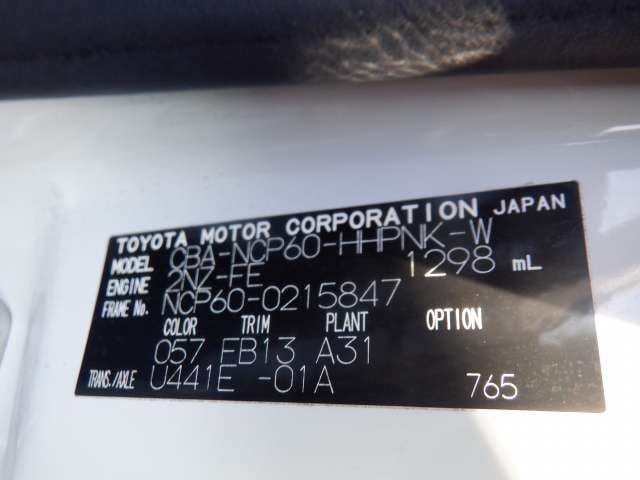 TOYOTA MOTOR CORPORATION JAPAN
MODEL CBA-NCP60-HHPNK-W
ENGINE 2NZ-FE 1298 mL
FRAME No. NCP60-0215847
COLOR TRIM PLANT OPTION
057 FB13 A31
TRANS./AXLE U441E -01A 765